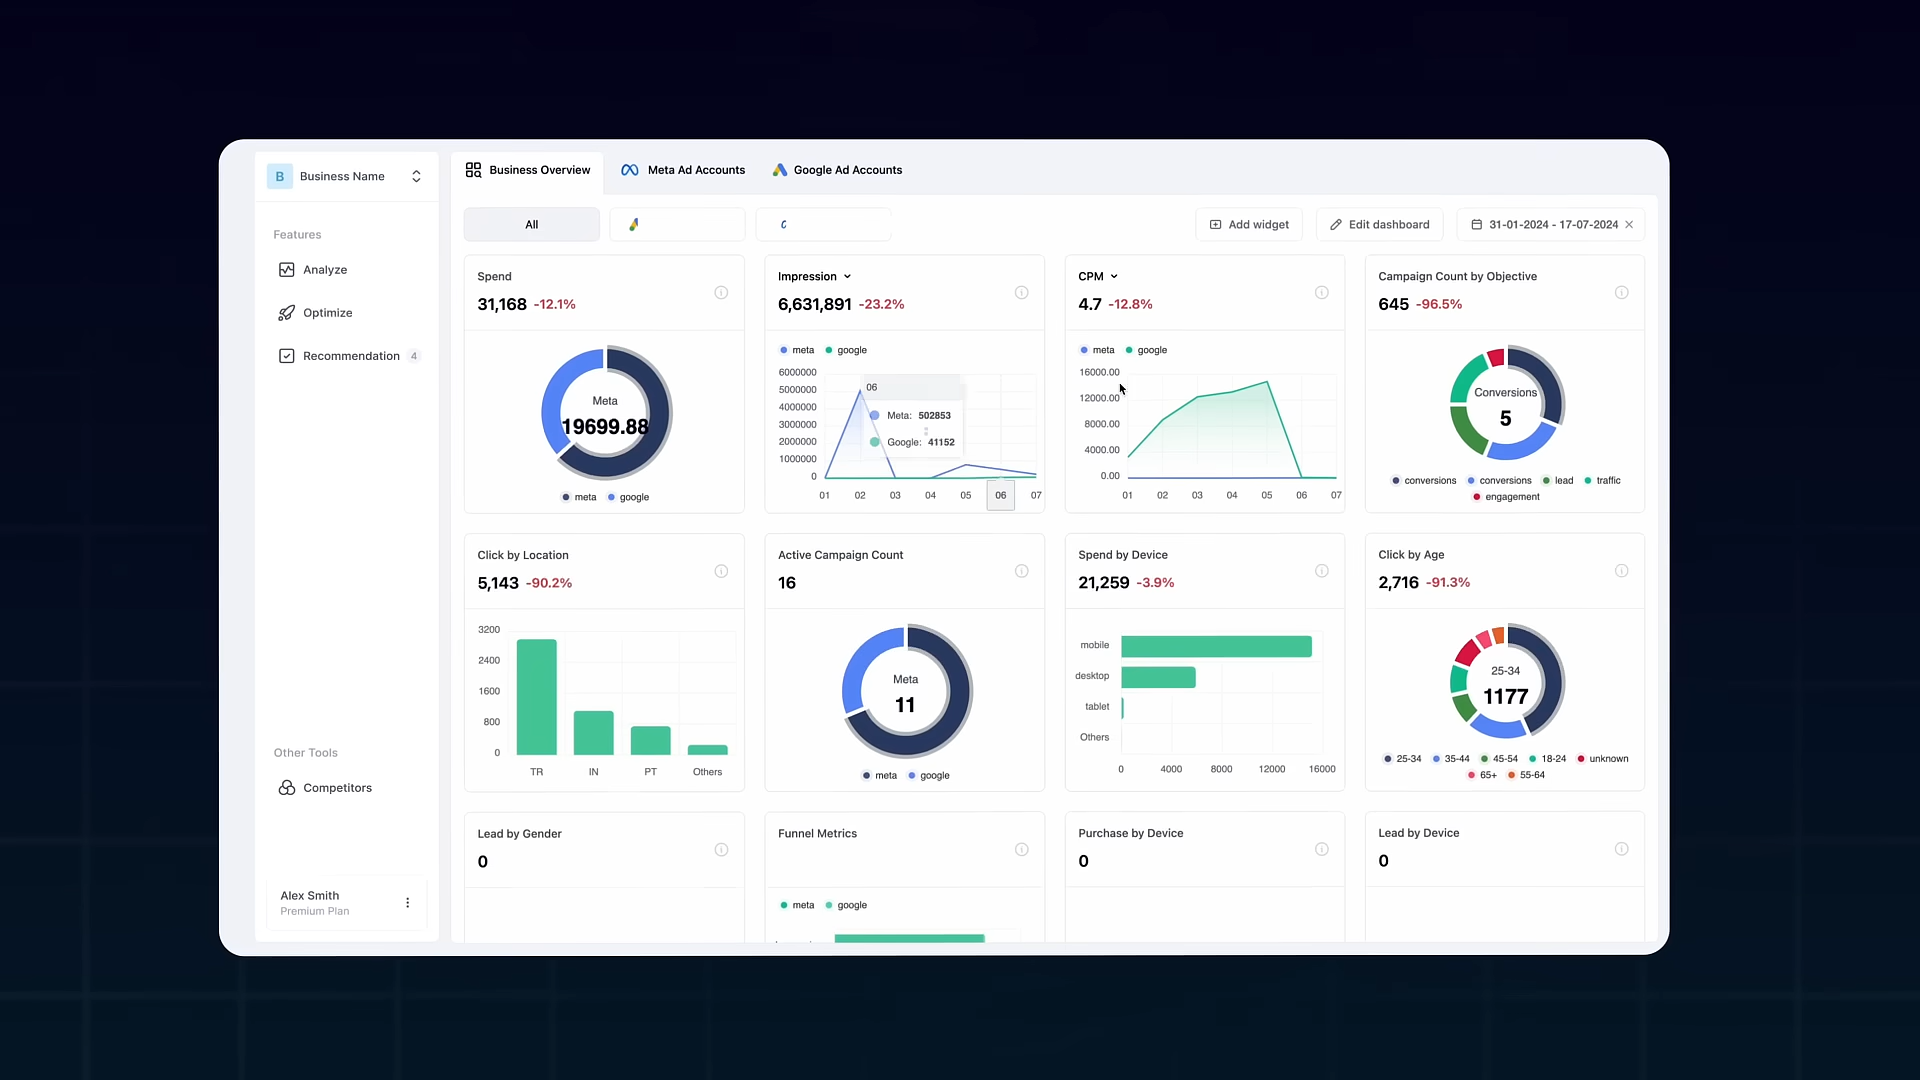 B Business Name
Features
Analyze
Optimize
Recommendation 4
Other Tools
Competitors
Alex Smith
Premium Plan
Business Overview
Meta Ad Accounts
Google Ad Accounts
All
Add widget
Edit dashboard
31-01-2024 - 17-07-2024
Spend
31,168 -12.1%
Meta
19699.88
meta google
Impression
6,631,891 -23.2%
meta google
6000000
5000000
4000000
3000000
2000000
1000000
0
06
Meta: 502853
Google: 41152
01 02 03 04 05 06 07
CPM
4.7 -12.8%
meta google
16000.00
12000.00
8000.00
4000.00
0.00
01 02 03 04 05 06 07
Campaign Count by Objective
645 -96.5%
Conversions
5
conversions conversions lead traffic
engagement
Click by Location
5,143 -90.2%
3200
2400
1600
800
0
TR IN PT Others
Active Campaign Count
16
Meta
11
meta google
Spend by Device
21,259 -3.9%
mobile
desktop
tablet
Others
0 4000 8000 12000 16000
Click by Age
2,716 -91.3%
25-34
1177
25-34 35-44 45-54 18-24 unknown
65+ 55-64
Lead by Gender
0
Funnel Metrics
meta google
Purchase by Device
0
Lead by Device
0